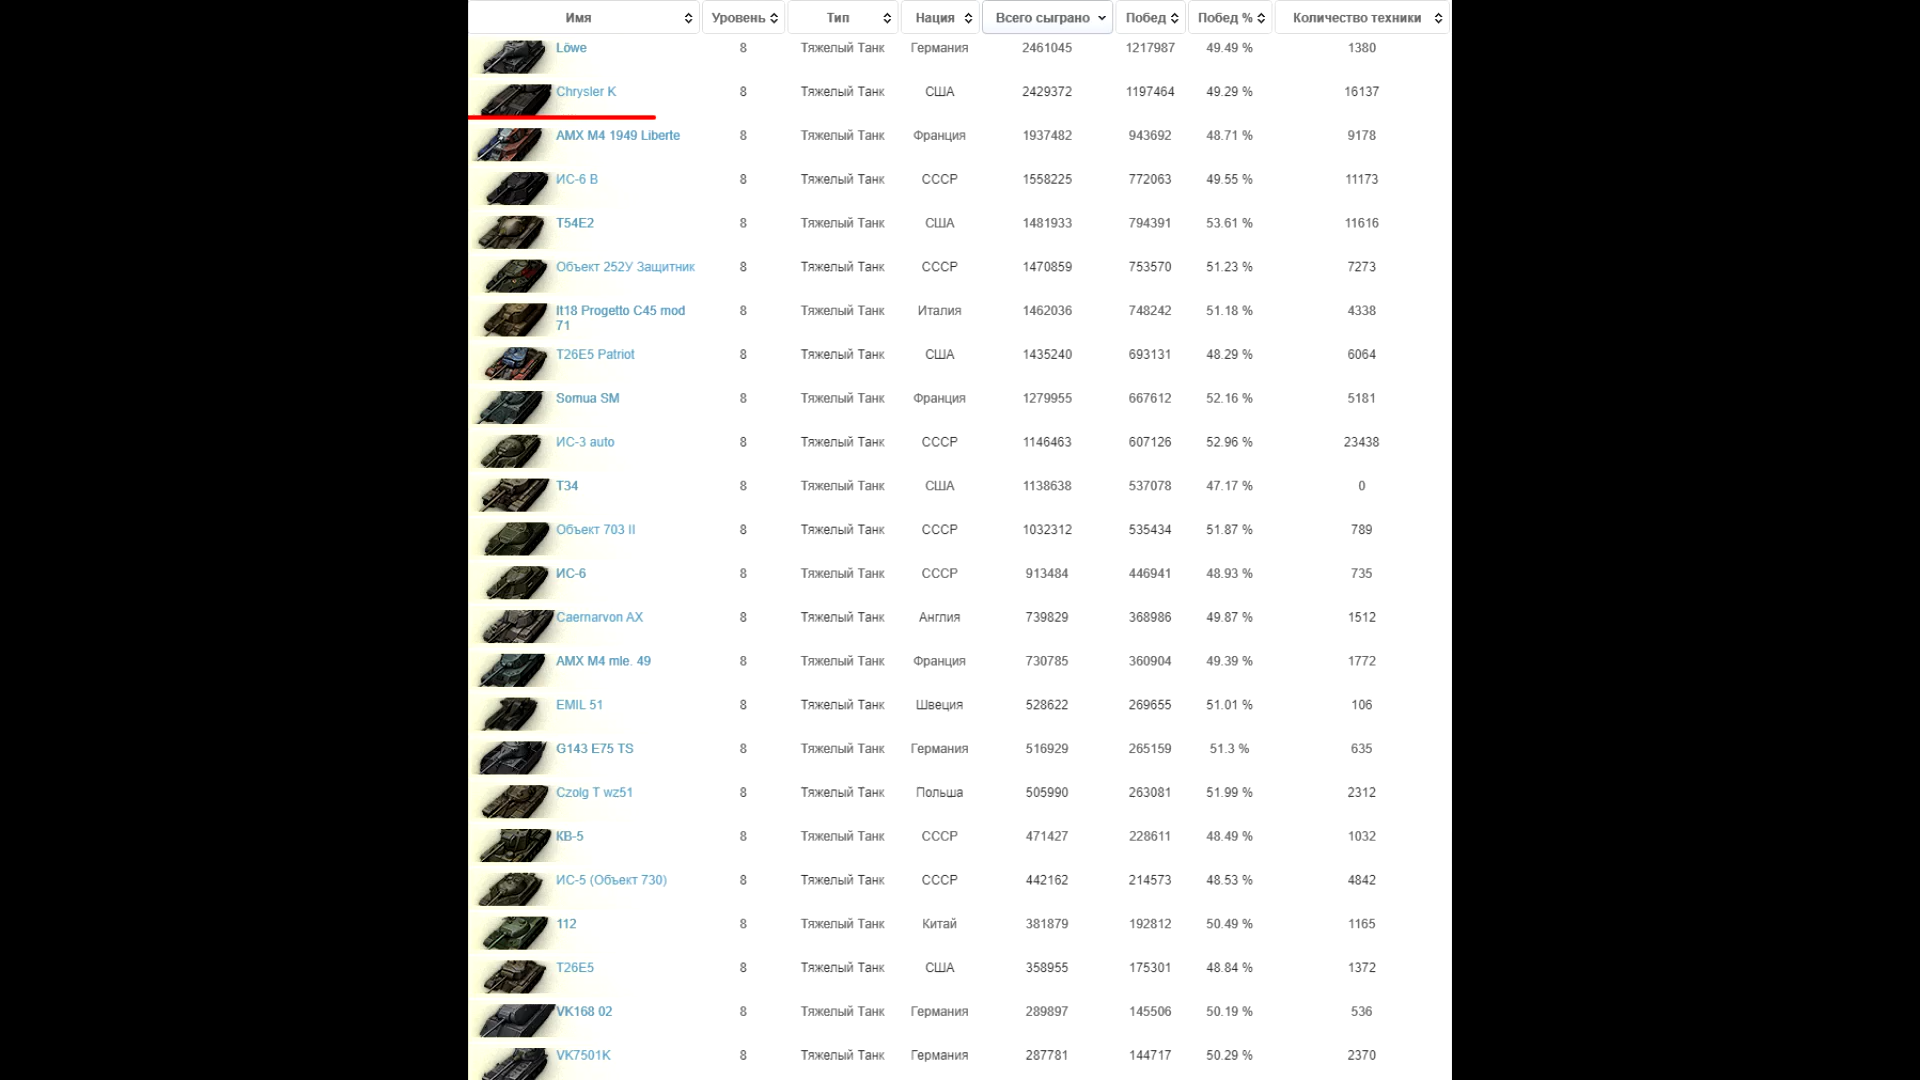 Имя Уровень Тип Нация Всего сыграно Побед Побед % Количество техники
Löwe 8 Тяжелый Танк Германия 2461045 1217987 49.49 % 1380
Chrysler K 8 Тяжелый Танк США 2429372 1197464 49.29 % 16137
AMX M4 1949 Liberte 8 Тяжелый Танк Франция 1937482 943692 48.71 % 9178
ИС-6 B 8 Тяжелый Танк СССР 1558225 772063 49.55 % 11173
T54E2 8 Тяжелый Танк США 1481933 794391 53.61 % 11616
Объект 252У Защитник 8 Тяжелый Танк СССР 1470859 753570 51.23 % 7273
It18 Progetto C45 mod 8 Тяжелый Танк Италия 1462036 748242 51.18 % 4338
71
T26E5 Patriot 8 Тяжелый Танк США 1435240 693131 48.29 % 6064
Somua SM 8 Тяжелый Танк Франция 1279955 667612 52.16 % 5181
ИС-3 auto 8 Тяжелый Танк СССР 1146463 607126 52.96 % 23438
T34 8 Тяжелый Танк США 1138638 537078 47.17 % 0
Объект 703 II 8 Тяжелый Танк СССР 1032312 535434 51.87 % 789
ИС-6 8 Тяжелый Танк СССР 913484 446941 48.93 % 735
Caernarvon AX 8 Тяжелый Танк Англия 739829 368986 49.87 % 1512
AMX M4 mle. 49 8 Тяжелый Танк Франция 730785 360904 49.39 % 1772
EMIL 51 8 Тяжелый Танк Швеция 528622 269655 51.01 % 106
G143 E75 TS 8 Тяжелый Танк Германия 516929 265159 51.3 % 635
Czolg T wz51 8 Тяжелый Танк Польша 505990 263081 51.99 % 2312
КВ-5 8 Тяжелый Танк СССР 471427 228611 48.49 % 1032
ИС-5 (Объект 730) 8 Тяжелый Танк СССР 442162 214573 48.53 % 4842
112 8 Тяжелый Танк Китай 381879 192812 50.49 % 1165
T26E5 8 Тяжелый Танк США 358955 175301 48.84 % 1372
VK168 02 8 Тяжелый Танк Германия 289897 145506 50.19 % 536
VK7501K 8 Тяжелый Танк Германия 287781 144717 50.29 % 2370